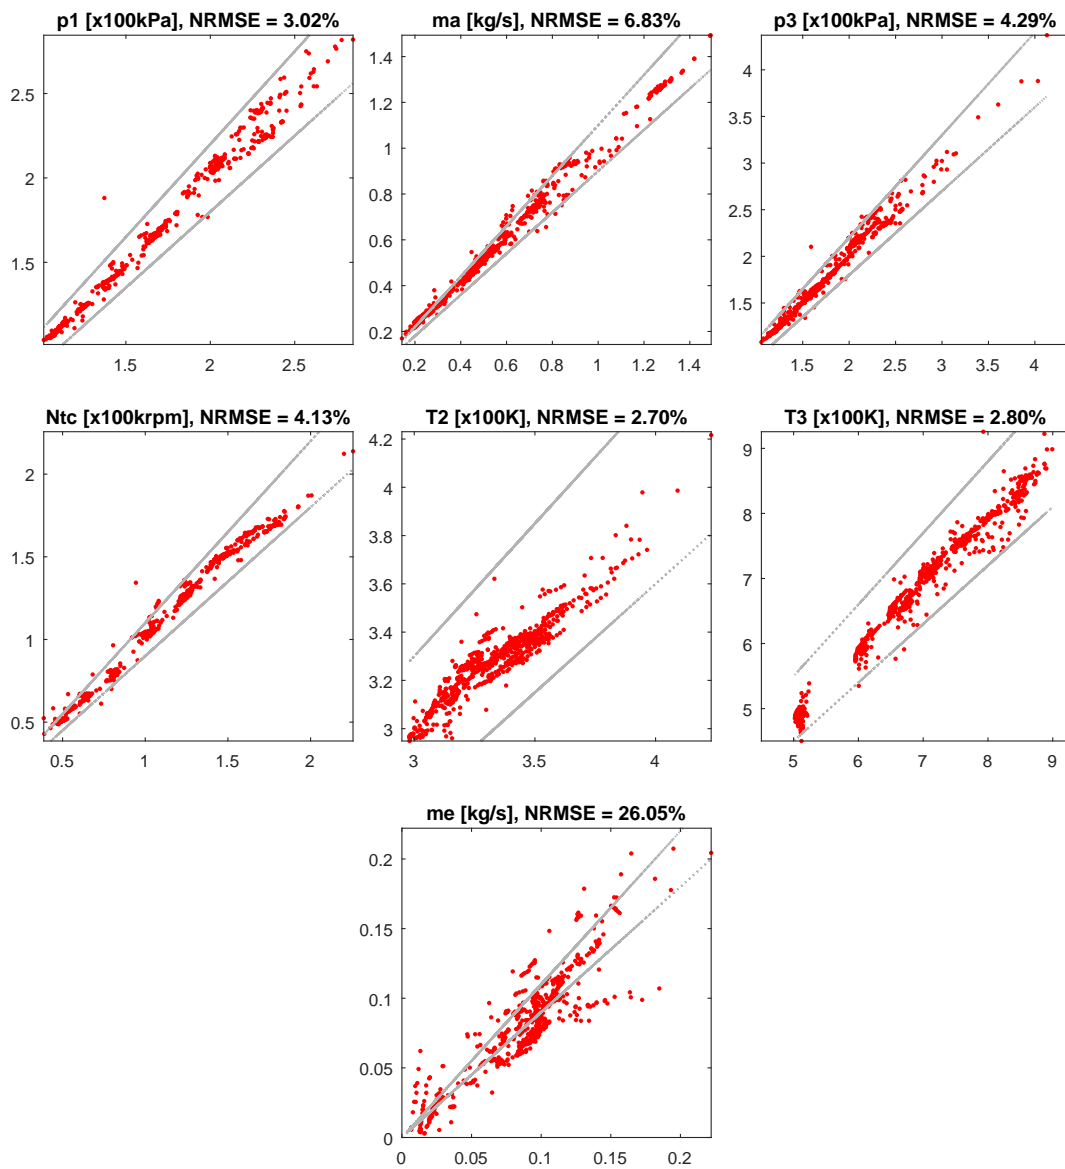 p1 [x100kPa], NRMSE = 3.02%
2.5
2
1.5
1.5 2 2.5
ma [kg/s], NRMSE = 6.83%
1.4
1.2
1
0.8
0.6
0.4
0.2
0.2 0.4 0.6 0.8 1 1.2 1.4
p3 [x100kPa], NRMSE = 4.29%
4
3.5
3
2.5
2
1.5
1.5 2 2.5 3 3.5 4
Ntc [x100krpm], NRMSE = 4.13%
2
1.5
1
0.5
0.5 1 1.5 2
T2 [x100K], NRMSE = 2.70%
4.2
4
3.8
3.6
3.4
3.2
3
3 3.5 4
T3 [x100K], NRMSE = 2.80%
9
8
7
6
5
5 6 7 8 9
me [kg/s], NRMSE = 26.05%
0.2
0.15
0.1
0.05
0
0 0.05 0.1 0.15 0.2